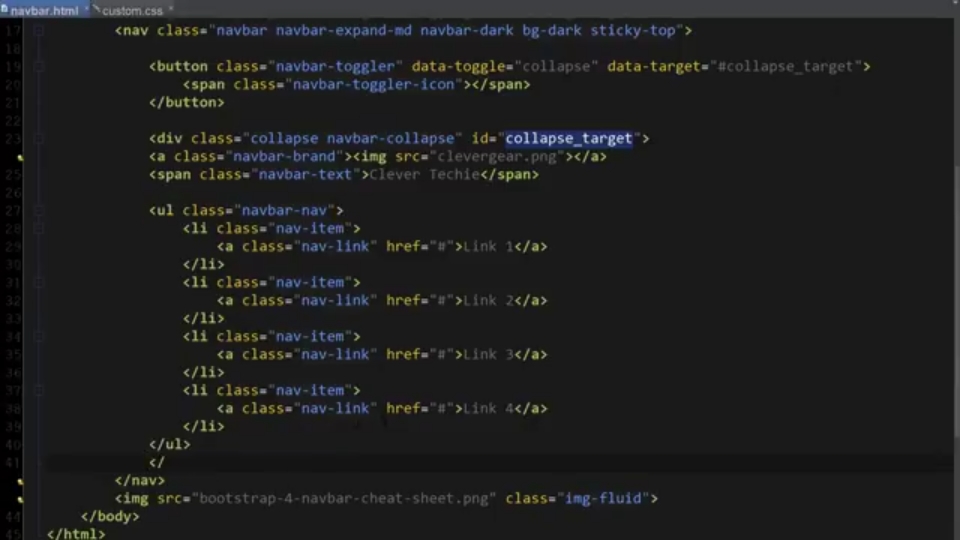 navbar.html custom.css
17 <nav class="navbar navbar-expand-md navbar-dark bg-dark sticky-top">
18
19 <button class="navbar-toggler" data-toggle="collapse" data-target="#collapse_target">
20 <span class="navbar-toggler-icon"></span>
21 </button>
22
23 <div class="collapse navbar-collapse" id="collapse_target">
<a class="navbar-brand"><img src="clevergear.png"></a>
25 <span class="navbar-text">Clever Techie</span>
26
27 <ul class="navbar-nav">
28 <li class="nav-item">
29 <a class="nav-link" href="#">Link 1</a>
30 </li>
31 <li class="nav-item">
32 <a class="nav-link" href="#">Link 2</a>
33 </li>
34 <li class="nav-item">
35 <a class="nav-link" href="#">Link 3</a>
36 </li>
37 <li class="nav-item">
38 <a class="nav-link" href="#">Link 4</a>
39 </li>
40 </ul>
41 </
</nav>
<img src="bootstrap-4-navbar-cheat-sheet.png" class="img-fluid">
44 </body>
45 </html>